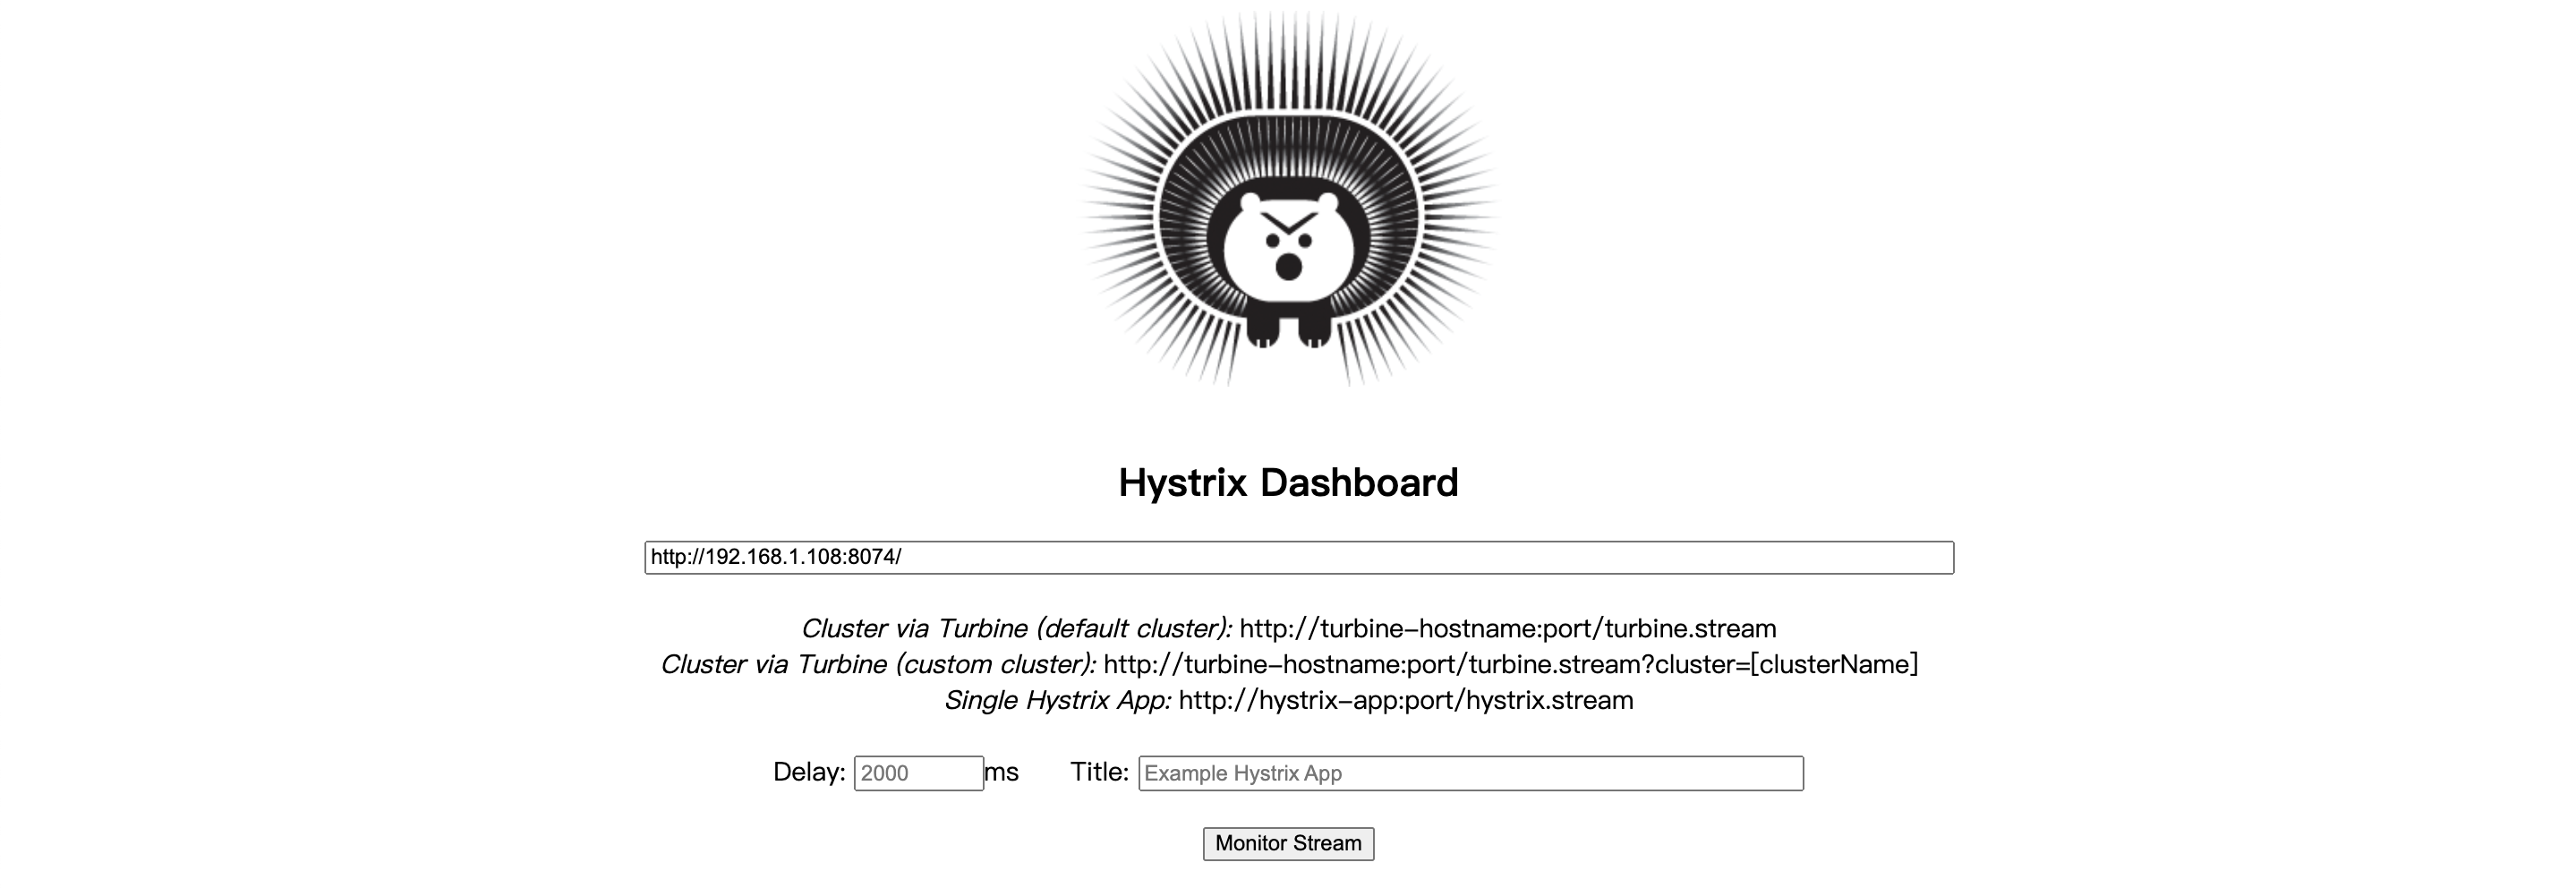 Hystrix Dashboard
http://192.168.1.108:8074/
Cluster via Turbine (default cluster): http://turbine-hostname:port/turbine.stream
Cluster via Turbine (custom cluster): http://turbine-hostname:port/turbine.stream?cluster=[clusterName]
Single Hystrix App: http://hystrix-app:port/hystrix.stream
Delay: 2000 ms Title: Example Hystrix App
Monitor Stream